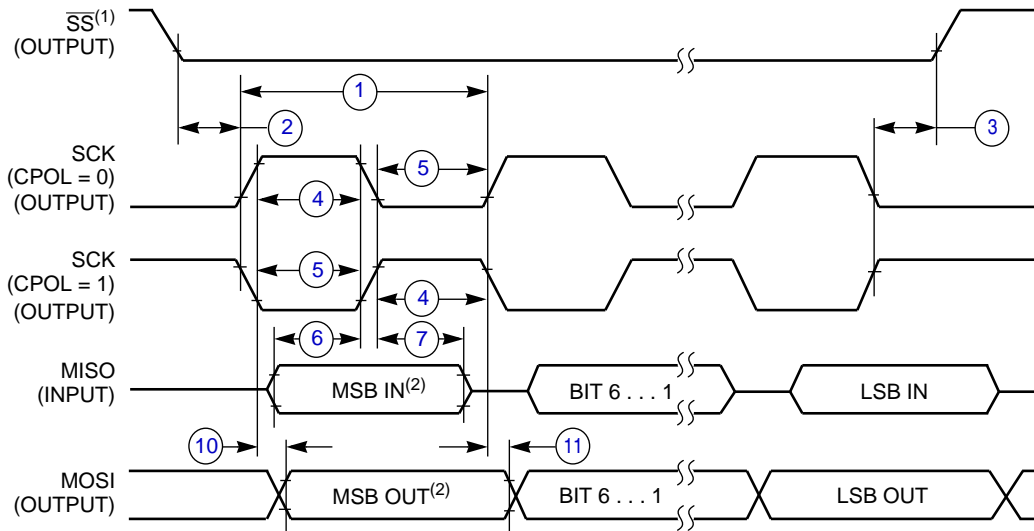 SS(1)
(OUTPUT)
1
2
3
SCK
(CPOL = 0)
(OUTPUT)
5
4
SCK
(CPOL = 1)
(OUTPUT)
5
4
6
7
MISO
(INPUT)
MSB IN(2)
BIT 6 . . . 1
LSB IN
10
11
MOSI
(OUTPUT)
MSB OUT(2)
BIT 6 . . . 1
LSB OUT